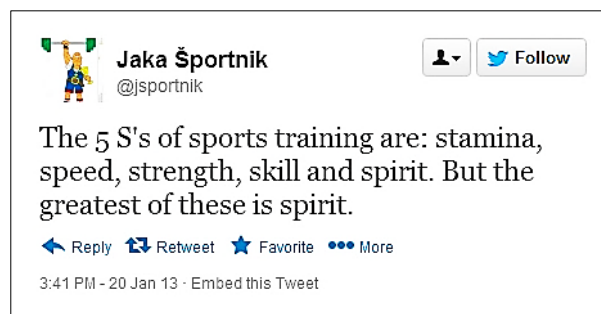 Jaka Športnik
@jsportnik
Follow
The 5 S's of sports training are: stamina,
speed, strength, skill and spirit. But the
greatest of these is spirit.
Reply Retweet Favorite More
3:41 PM - 20 Jan 13 · Embed this Tweet